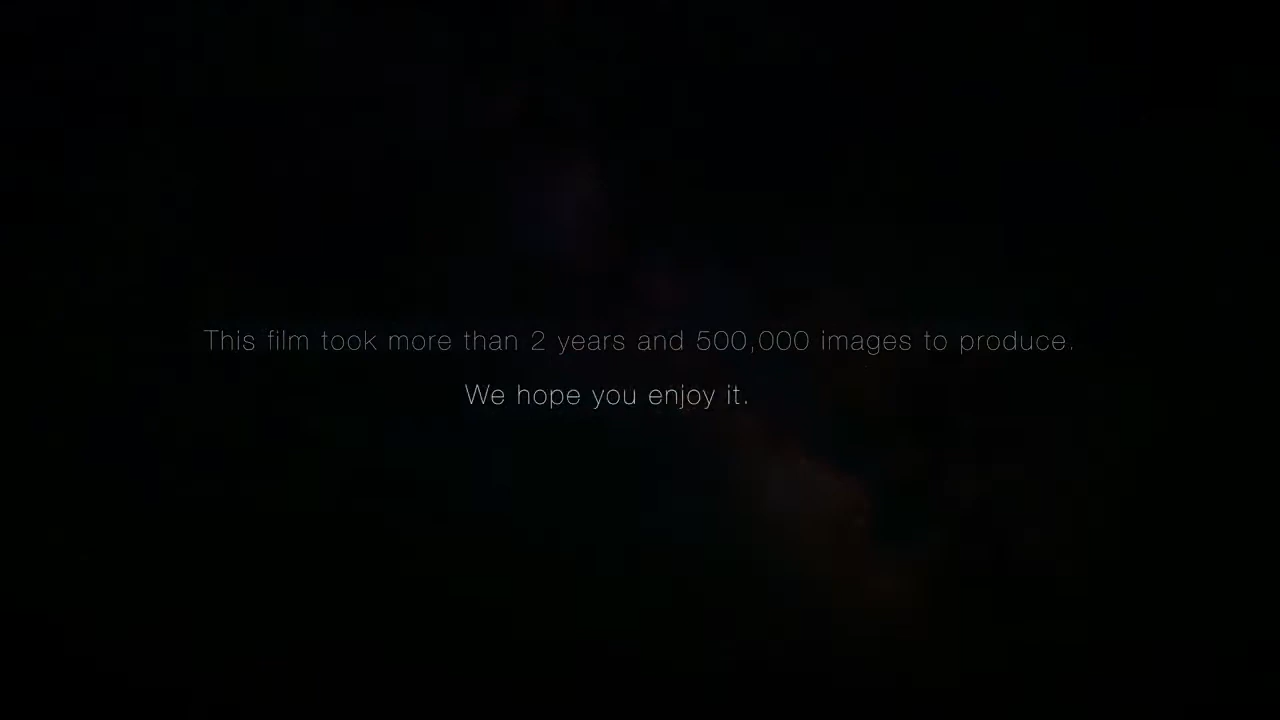 This film took more than 2 years and 500,000 images to produce.
We hope you enjoy it.